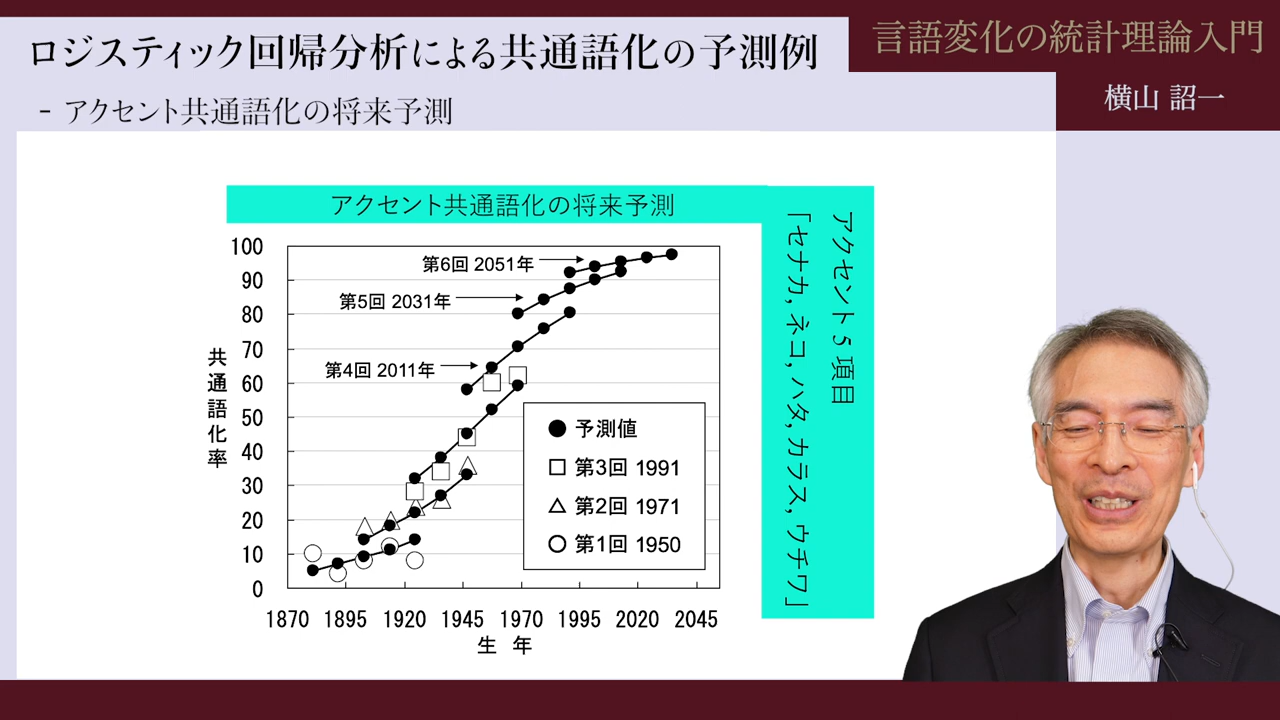 ロジスティック回帰分析による共通語化の予測例
- アクセント共通語化の将来予測
言語変化の統計理論入門
横山 詔一
アクセント共通語化の将来予測
アクセント5項目
「セナカ, ネコ, ハタ, カラス, ウチワ」
共通語化率
100
90
80
70
60
50
40
30
20
10
0
第6回 2051年
第5回 2031年
第4回 2011年
予測値
第3回 1991
第2回 1971
第1回 1950
1870 1895 1920 1945 1970 1995 2020 2045
生 年